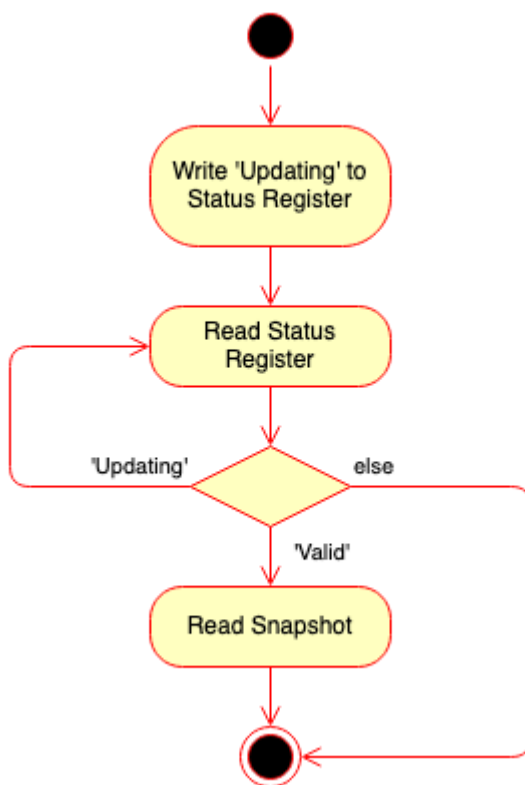 Write 'Updating' to
Status Register
Read Status
Register
'Updating'
else
'Valid'
Read Snapshot